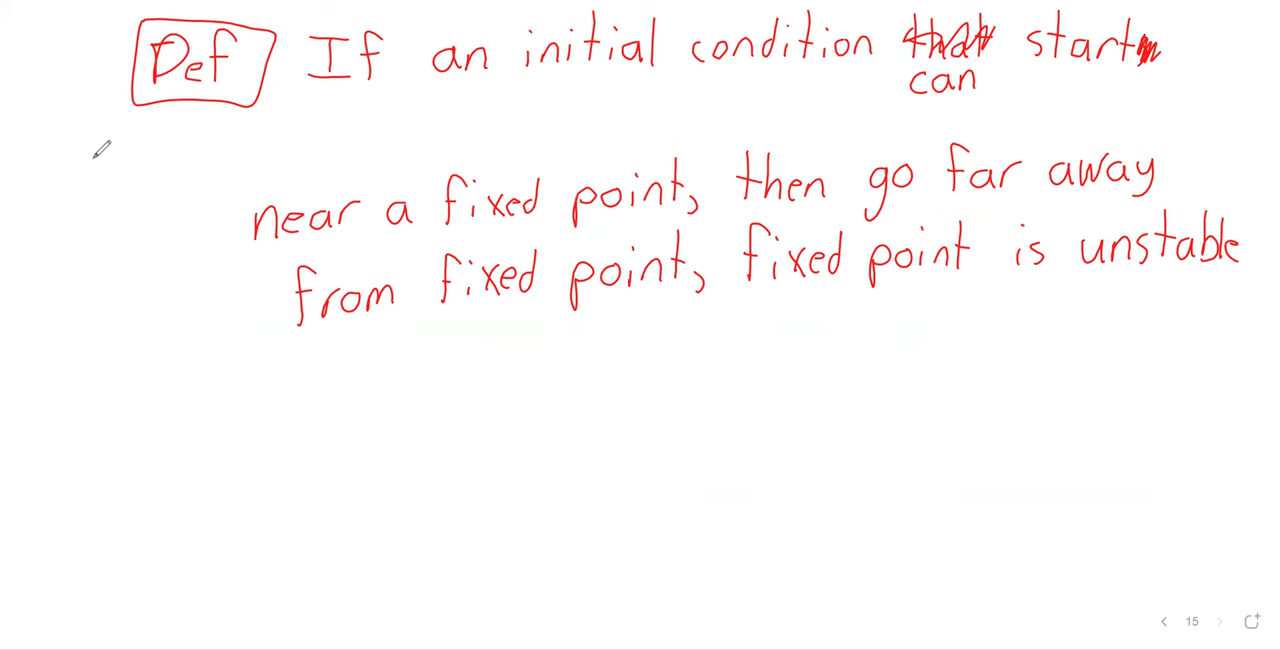 Def If an initial condition that start
can
near a fixed point, then go far away
from fixed point, fixed point is unstable
15